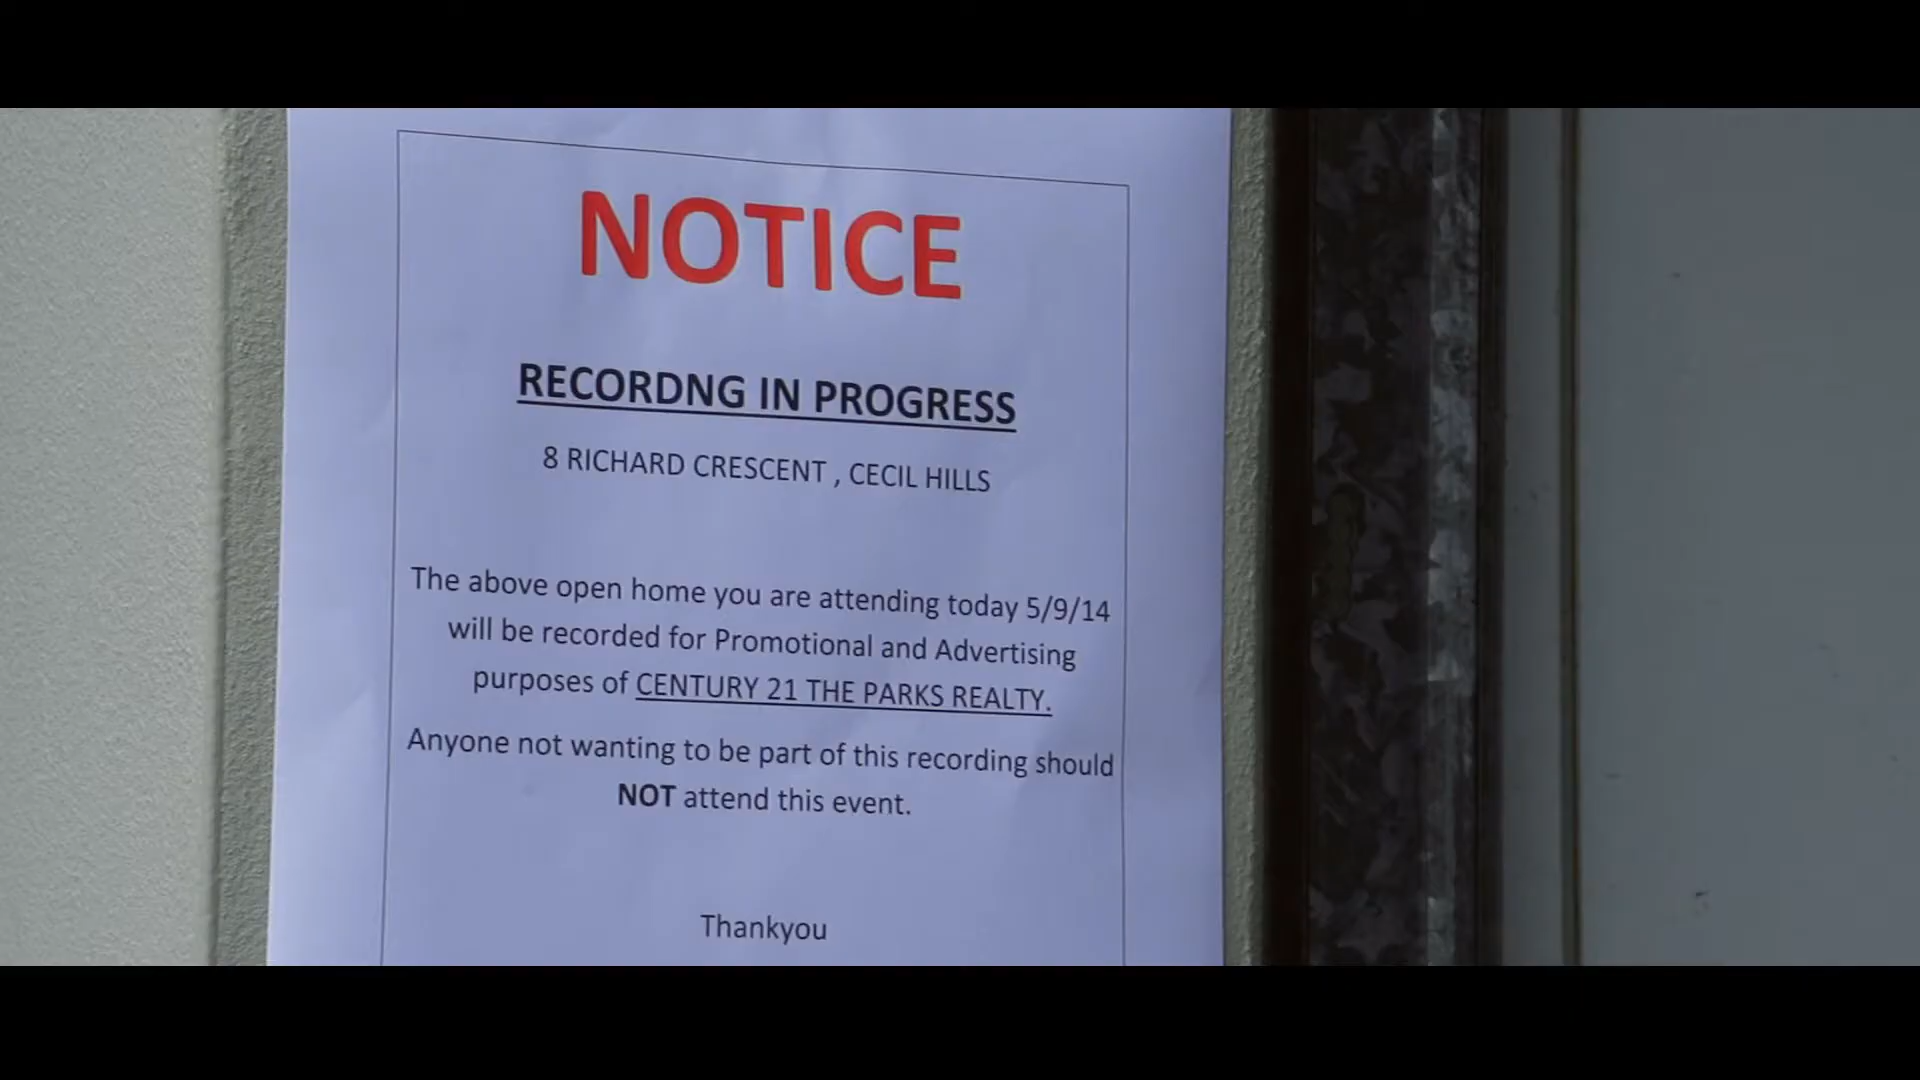 NOTICE
RECORDNG IN PROGRESS
8 RICHARD CRESCENT , CECIL HILLS
The above open home you are attending today 5/9/14
will be recorded for Promotional and Advertising
purposes of CENTURY 21 THE PARKS REALTY.
Anyone not wanting to be part of this recording should
NOT attend this event.
Thankyou